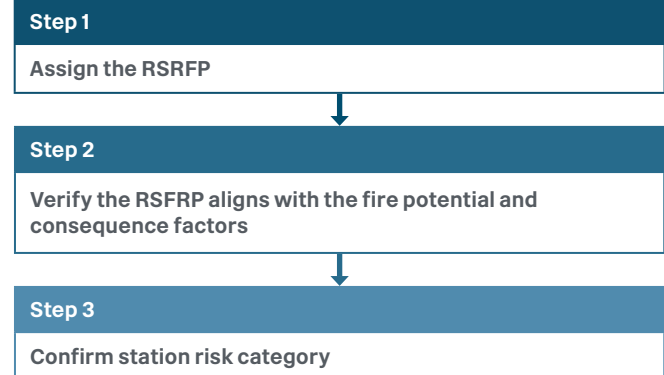 Step 1
Assign the RSRFP
Step 2
Verify the RSFRP aligns with the fire potential and
consequence factors
Step 3
Confirm station risk category